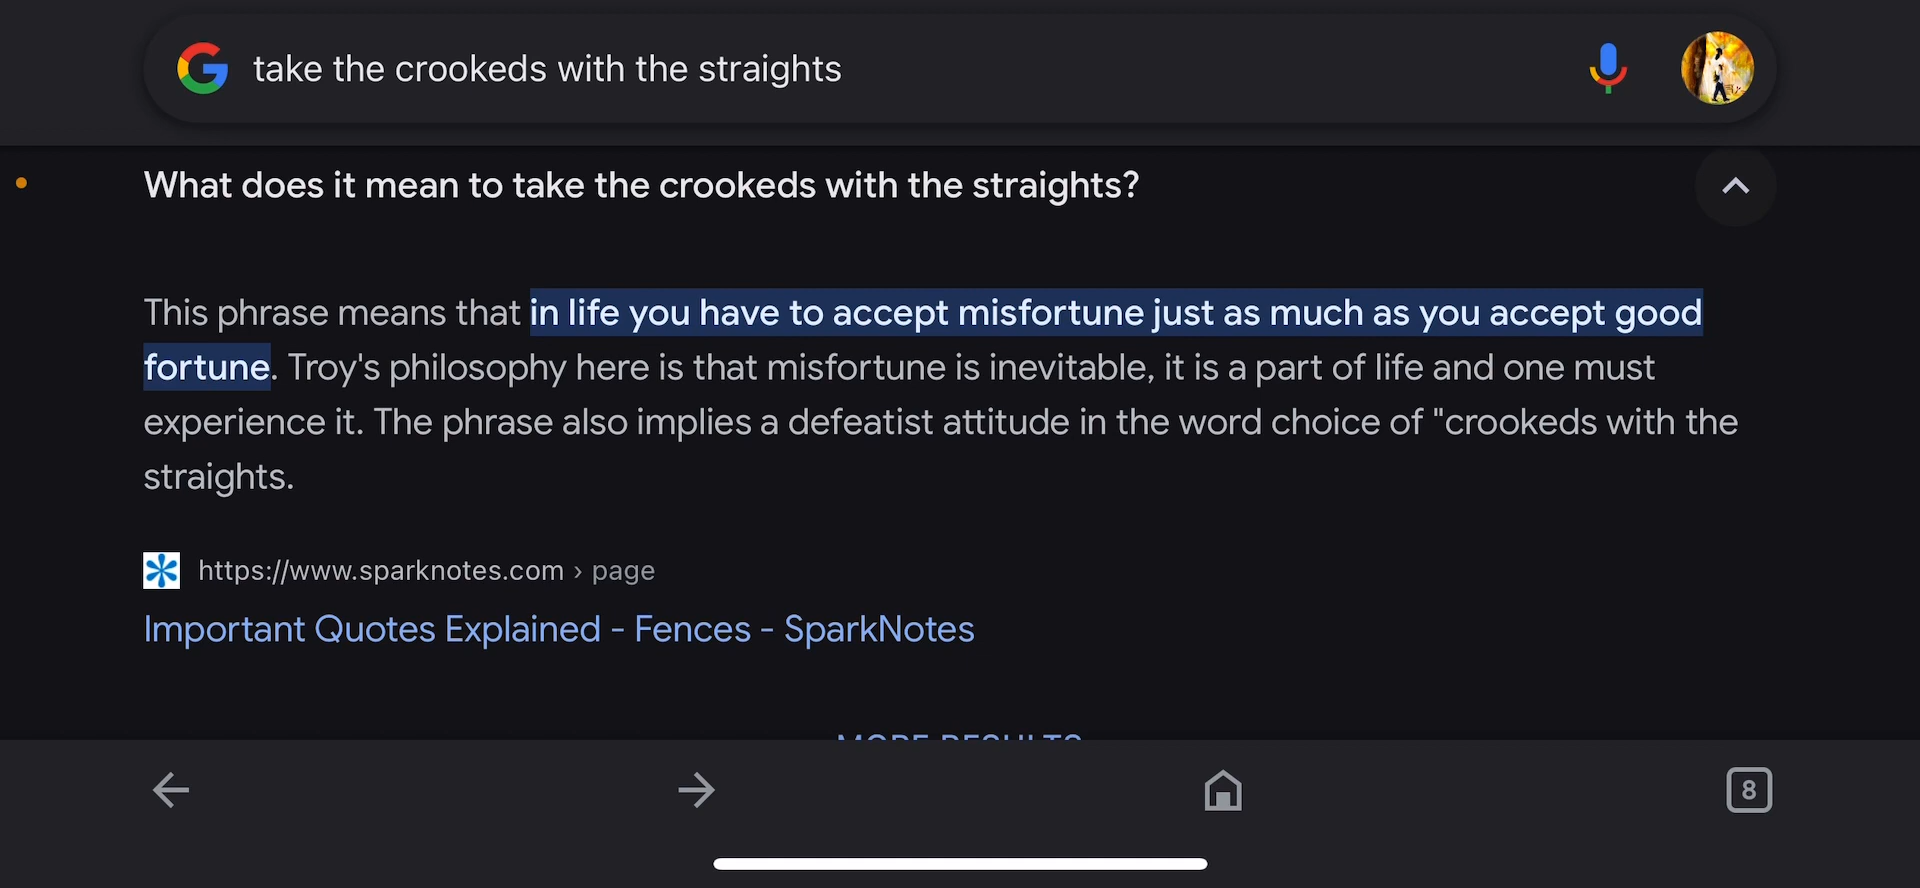 take the crookeds with the straights
What does it mean to take the crookeds with the straights?
This phrase means that in life you have to accept misfortune just as much as you accept good
fortune. Troy's philosophy here is that misfortune is inevitable, it is a part of life and one must
experience it. The phrase also implies a defeatist attitude in the word choice of "crookeds with the
straights.
https://www.sparknotes.com › page
Important Quotes Explained - Fences - SparkNotes
MORE RESULTS
8